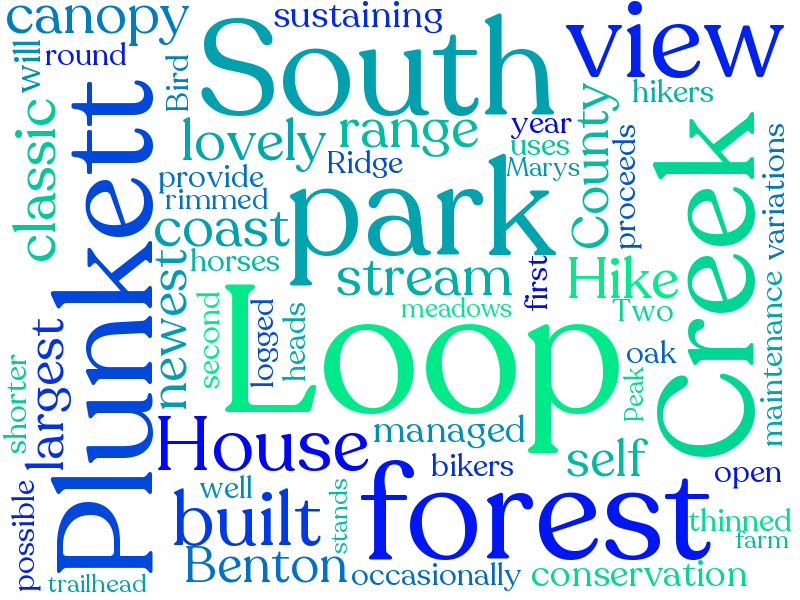 canopy
sustaining
view
will
round
Bird
South
hikers
classic
Plunkett
lovely
range
year
uses
County
proceeds
Creek
variations
Ridge
Marys
provide
rimmed
park
coast
horses
stream
first
Hike
Two
newest
second
Loop
logged
heads
meadows
oak
Peak
maintenance
largest
shorter
House
managed
bikers
self
open
possible
well
built
stands
forest
thinned
farm
Benton
trailhead
occasionally
conservation